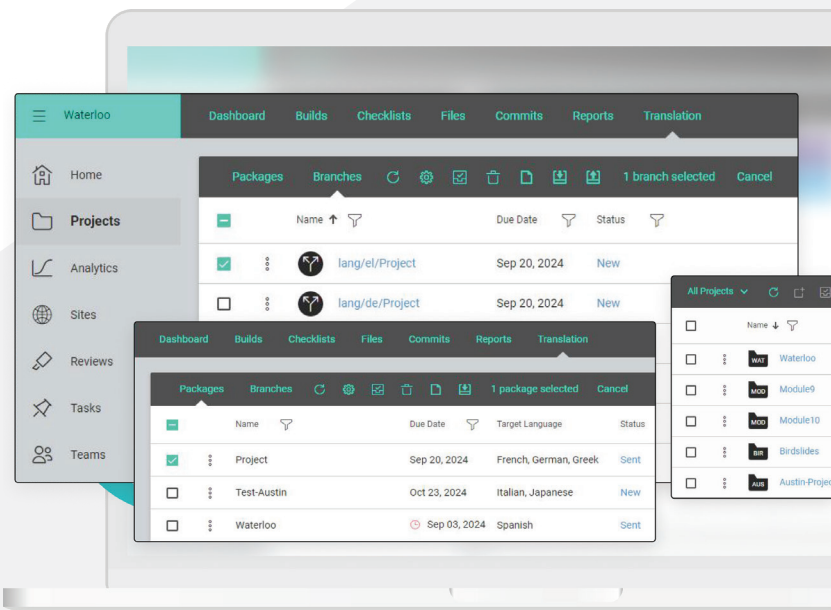 Waterloo
Dashboard Builds Checklists Files Commits Reports Translation
Home
Projects
Analytics
Sites
Reviews
Tasks
Teams
Packages Branches 1 branch selected Cancel
Name Due Date Status
lang/el/Project Sep 20, 2024 New
lang/de/Project Sep 20, 2024 New
Dashboard Builds Checklists Files Commits Reports Translation
Packages Branches 1 package selected Cancel
Name Due Date Target Language Status
Project Sep 20, 2024 French, German, Greek Sent
Test-Austin Oct 23, 2024 Italian, Japanese New
Waterloo Sep 03, 2024 Spanish Sent
All Projects
Name
WAT Waterloo
MOD Module9
MOD Module10
BIR Birdslides
AUS Austin-Projec